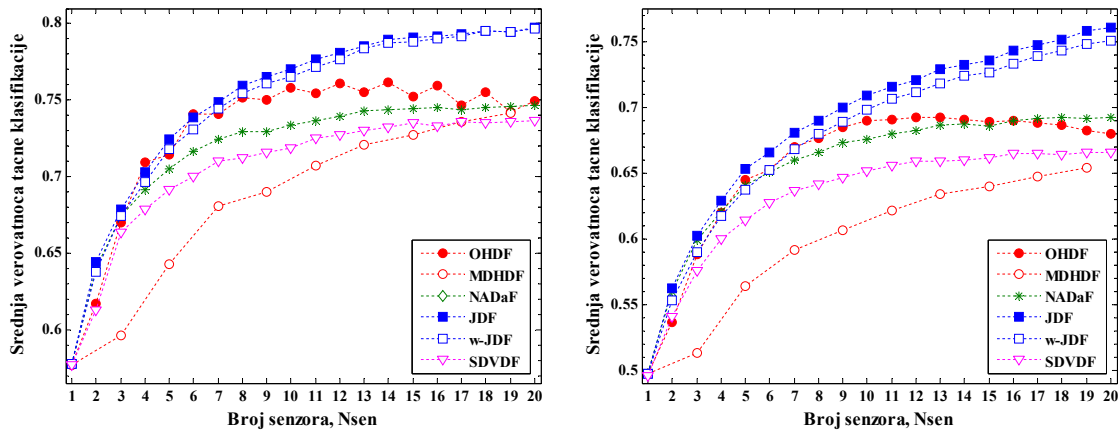 Srednja verovatnoca tacne klasifikacije
0.8
0.75
0.7
0.65
0.6
OHDF
MDHDF
NADaF
JDF
w-JDF
SDVDF
1 2 3 4 5 6 7 8 9 10 11 12 13 14 15 16 17 18 19 20
Broj senzora, Nsen
Srednja verovatnoca tacne klasifikacije
0.75
0.7
0.65
0.6
0.55
0.5
OHDF
MDHDF
NADaF
JDF
w-JDF
SDVDF
1 2 3 4 5 6 7 8 9 10 11 12 13 14 15 16 17 18 19 20
Broj senzora, Nsen